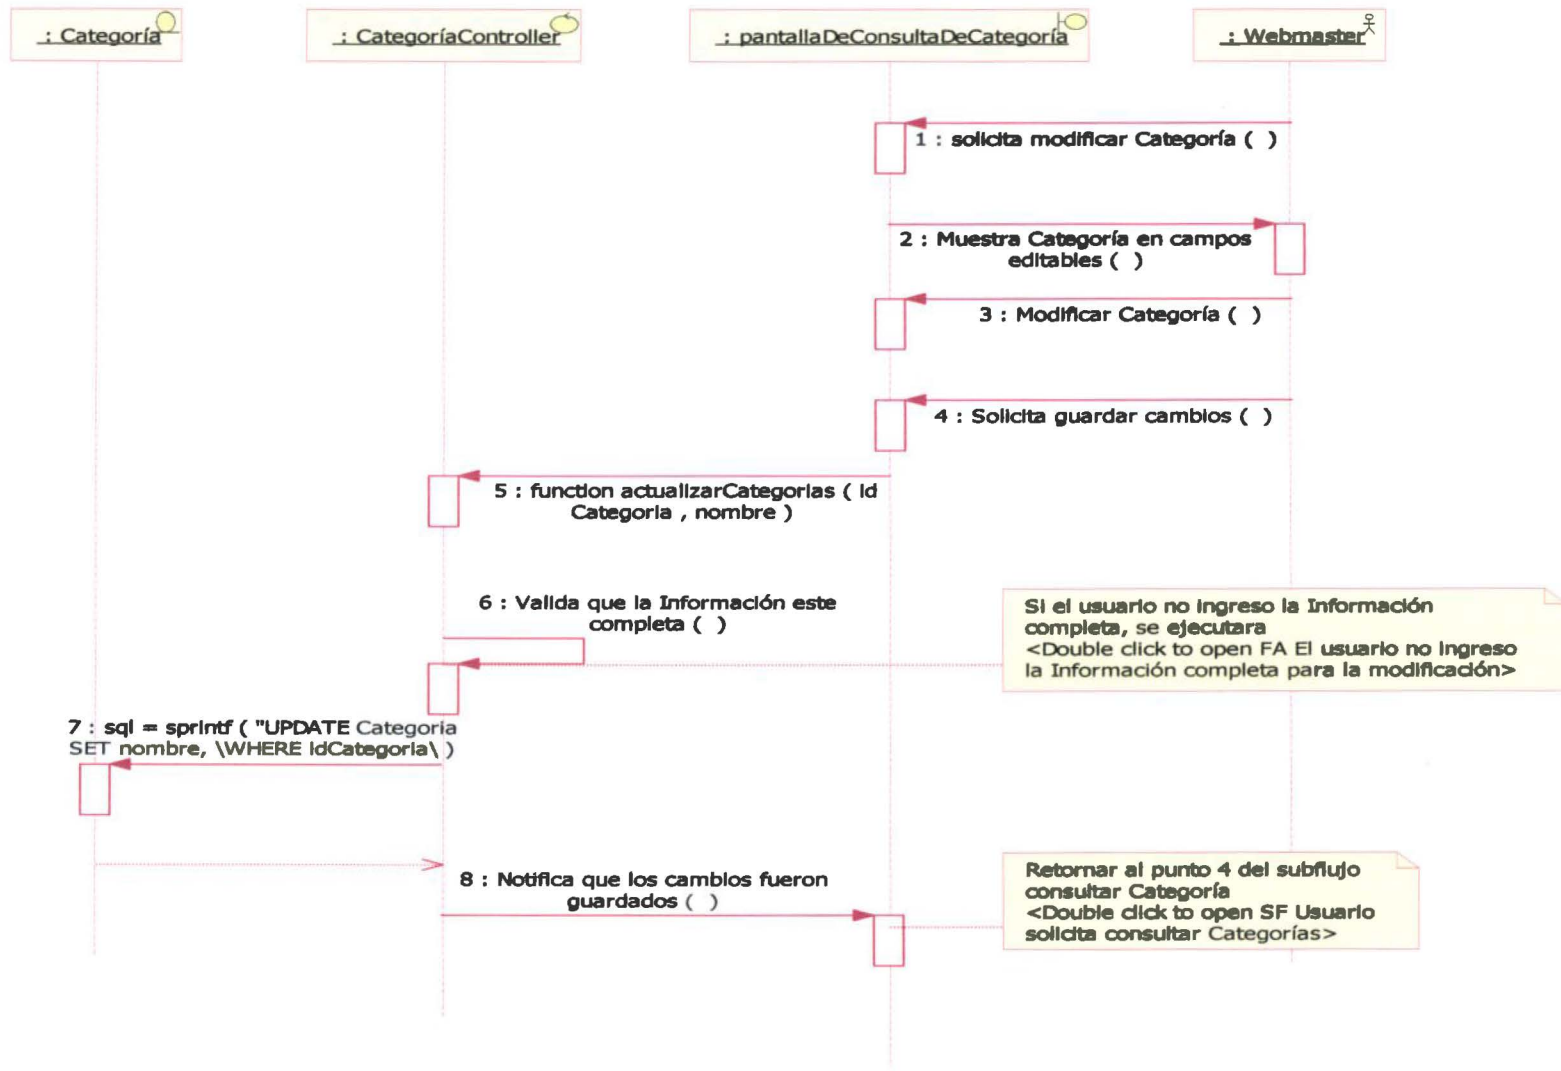 : Categoría
: CategoríaController
: pantallaDeConsultaDeCategoría
: Webmaster
1 : solicita modificar Categoría ( )
2 : Muestra Categoría en campos
editables ( )
3 : Modificar Categoría ( )
4 : Solicita guardar cambios ( )
5 : function actualizarCategorias ( id
Categoria , nombre )
6 : Valida que la Información este
completa ( )
Si el usuario no ingreso la Información
completa, se ejecutara
<Double click to open FA El usuario no ingreso
la Información completa para la modificación>
7 : sql = sprintf ( "UPDATE Categoria
SET nombre, \WHERE idCategoria\ )
8 : Notifica que los cambios fueron
guardados ( )
Retornar al punto 4 del subflujo
consultar Categoría
<Double click to open SF Usuario
solicita consultar Categorías>